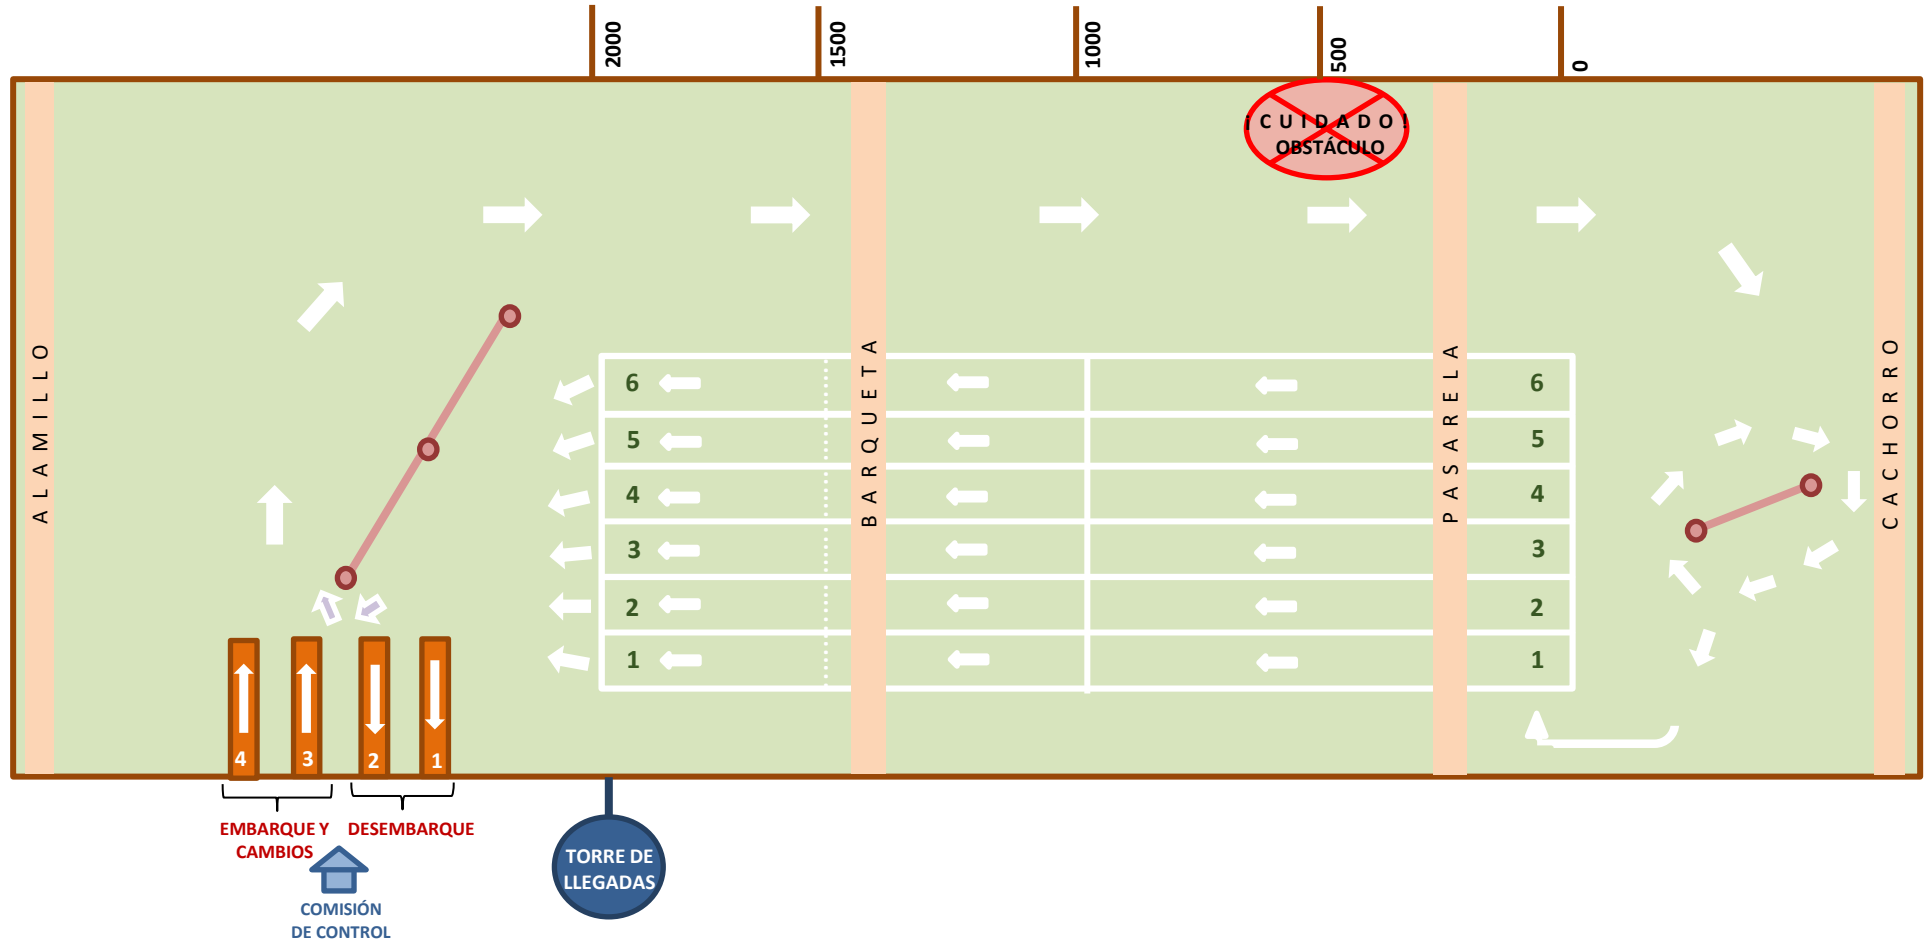 2000
1500
1000
500
0
¡CUIDADO!
OBSTÁCULO
ALAMILLO
BARQUETA
PASARELA
CACHORRO
6
6
5
5
4
4
3
3
2
2
1
1
4
3
2
1
EMBARQUE Y
CAMBIOS
DESEMBARQUE
COMISIÓN
DE CONTROL
TORRE DE
LLEGADAS